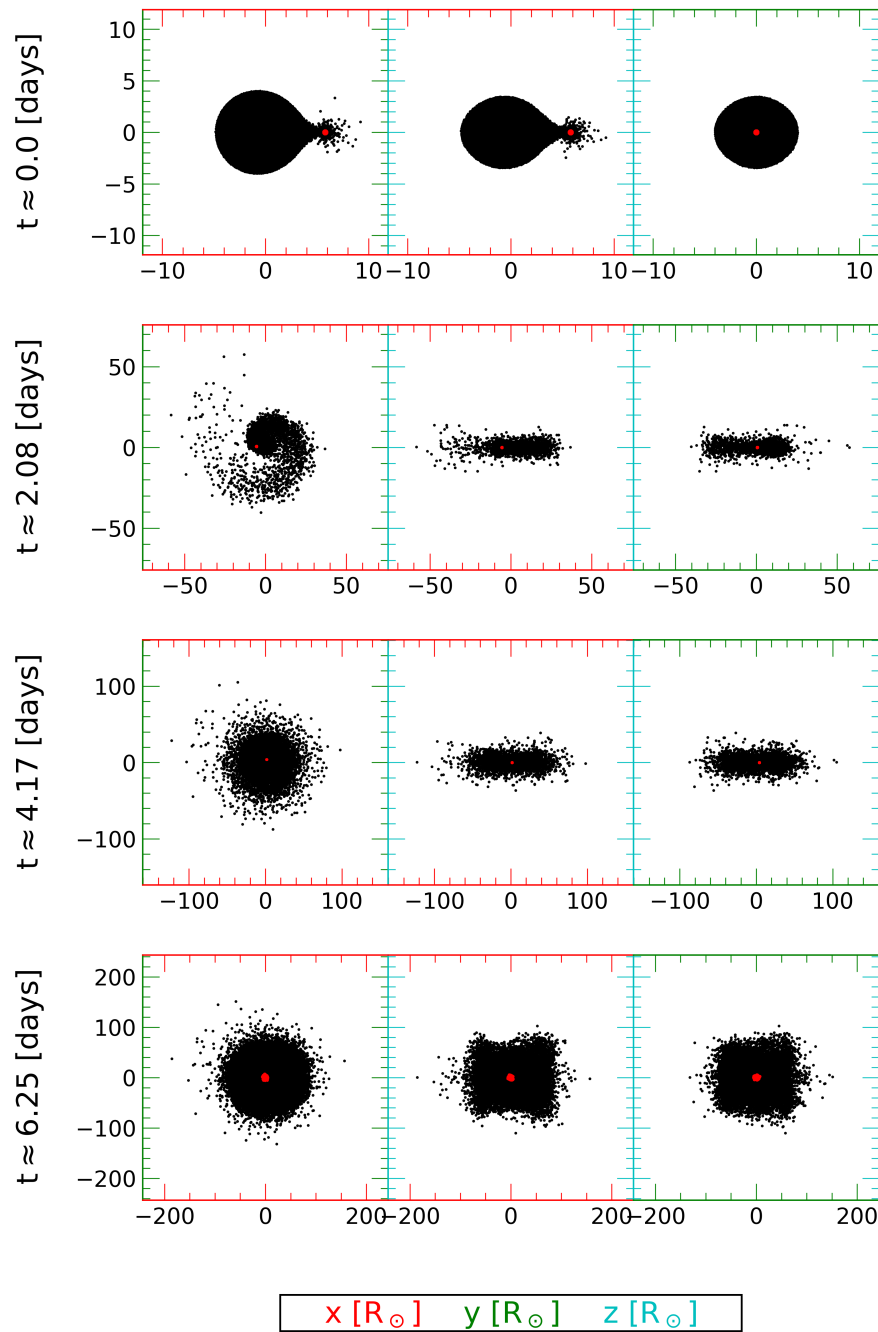 t ≈ 0.0 [days]
10
5
0
−5
−10
−10 0 10 −10 0 10 −10 0 10
t ≈ 2.08 [days]
50
0
−50
−50 0 50 −50 0 50 −50 0 50
t ≈ 4.17 [days]
100
0
−100
−100 0 100 −100 0 100 −100 0 100
t ≈ 6.25 [days]
200
100
0
−100
−200
−200 0 200 −200 0 200 −200 0 200
x [R⊙] y [R⊙] z [R⊙]